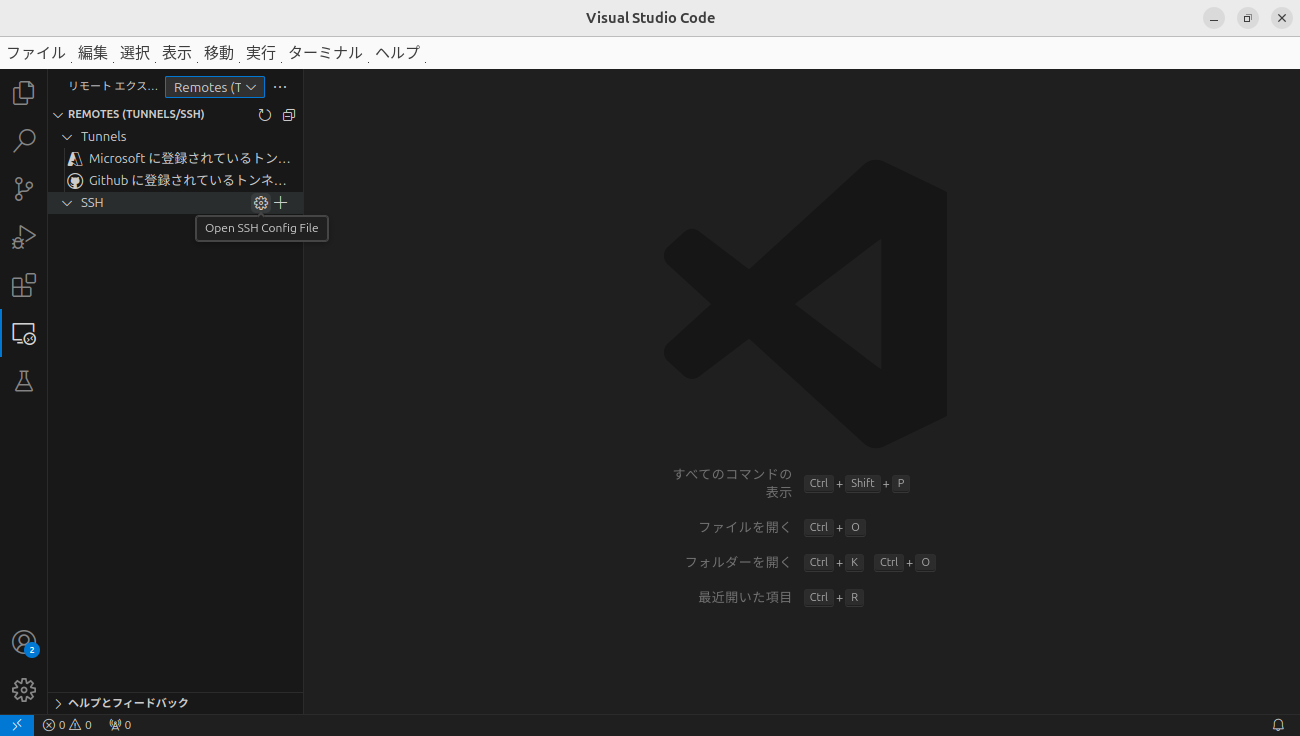 Visual Studio Code
ファイル 編集 選択 表示 移動 実行 ターミナル ヘルプ
リモート エクス… Remotes (T
REMOTES (TUNNELS/SSH)
Tunnels
Microsoft に登録されているトン…
Github に登録されているトンネ…
SSH
Open SSH Config File
すべてのコマンドの
表示 Ctrl + Shift + P
ファイルを開く Ctrl + O
フォルダーを開く Ctrl + K Ctrl + O
最近開いた項目 Ctrl + R
2
ヘルプとフィードバック
0 0 0